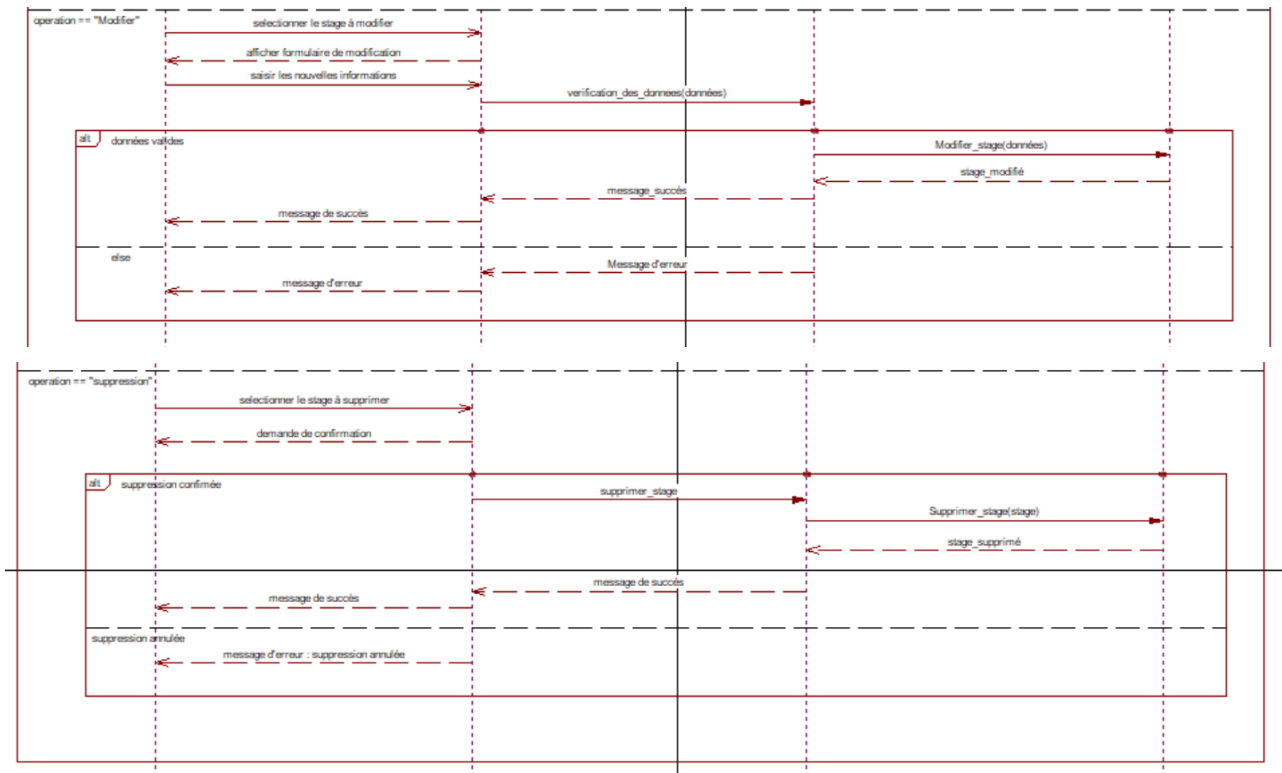 operation == "Modifier"
selectionner le stage à modifier
afficher formulaire de modification
saisir les nouvelles informations
verification_des_donnees(données)
alt
données valides
Modifier_stage(données)
stage_modifié
message_succés
message de succès
else
Message d'erreur
message d'erreur
operation == "suppression"
selectionner le stage à supprimer
demande de confirmation
alt
suppression confimée
supprimer_stage
Supprimer_stage(stage)
stage_supprimé
message de succés
message de succès
suppression annulée
message d'erreur : suppression annulée